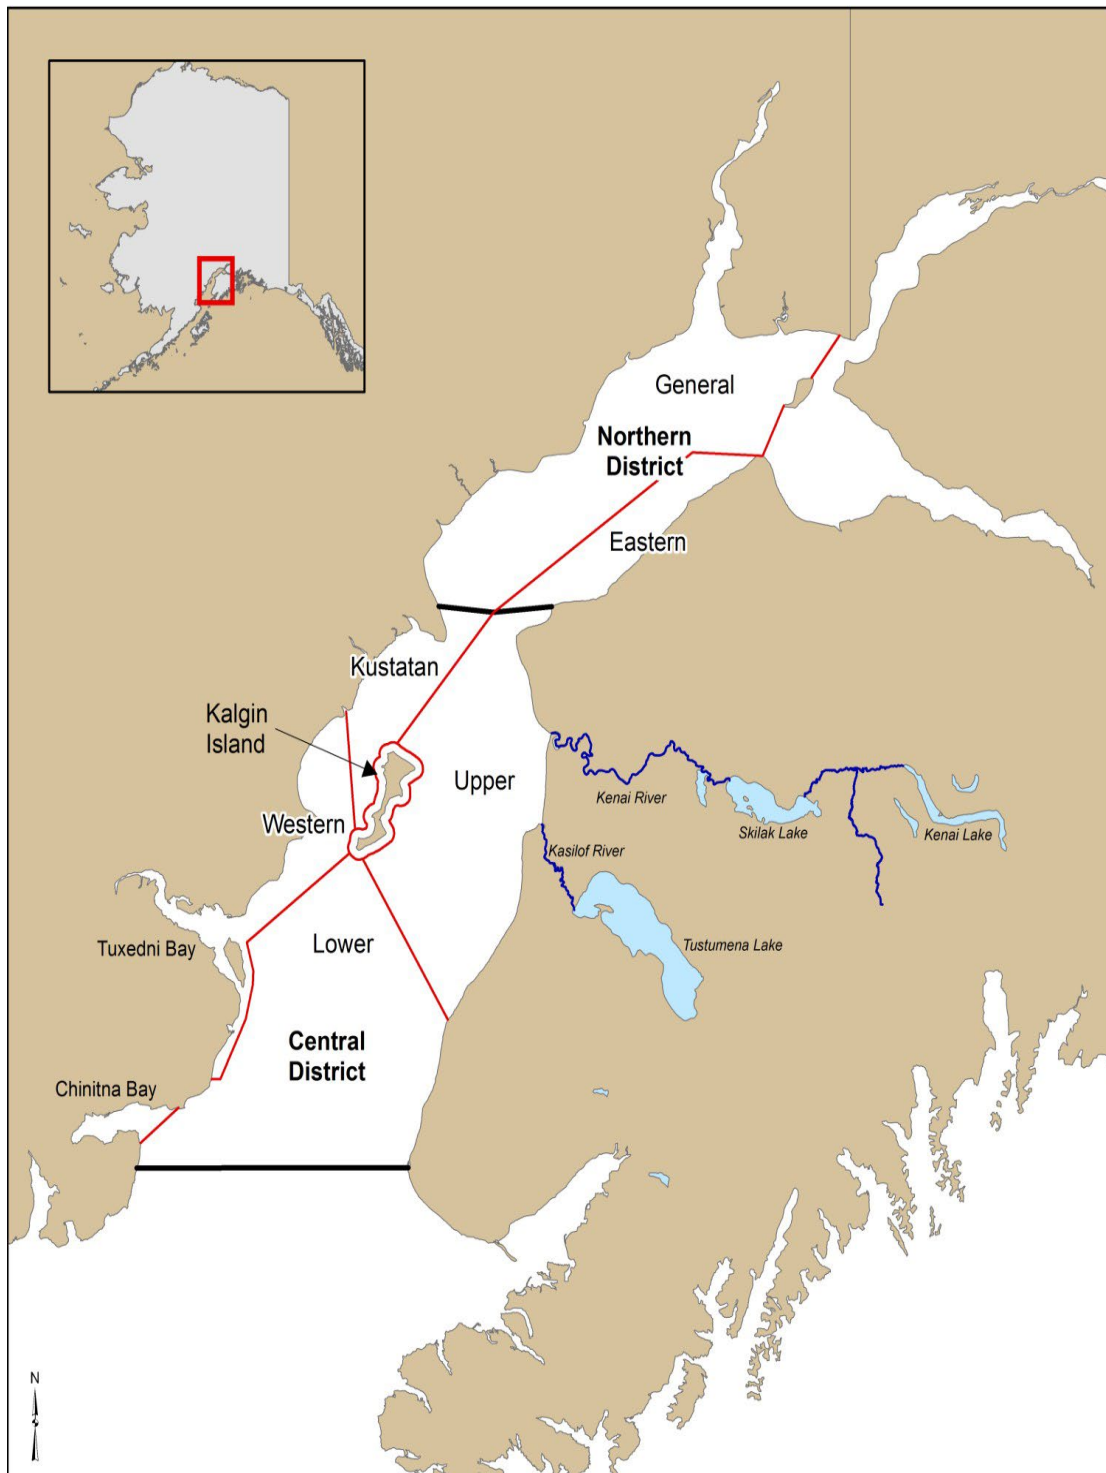 General
Northern
District
Eastern
Kustatan
Kalgin
Island
Upper
Western
Kenai River
Skilak Lake
Kenai Lake
Kasilof River
Tuxedni Bay
Lower
Tustumena Lake
Central
District
Chinitna Bay
N